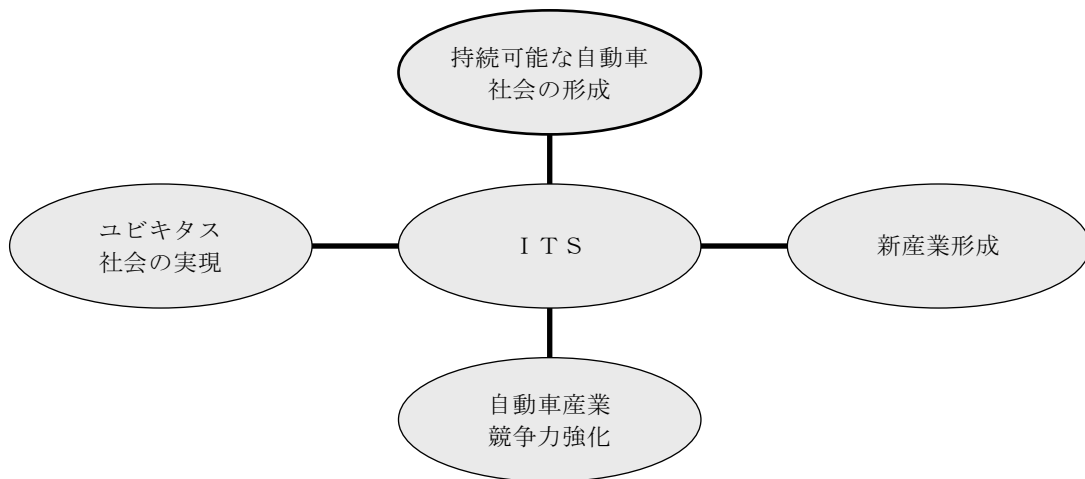 持続可能な自動車
社会の形成
ユビキタス
社会の実現
ＩＴＳ
新産業形成
自動車産業
競争力強化